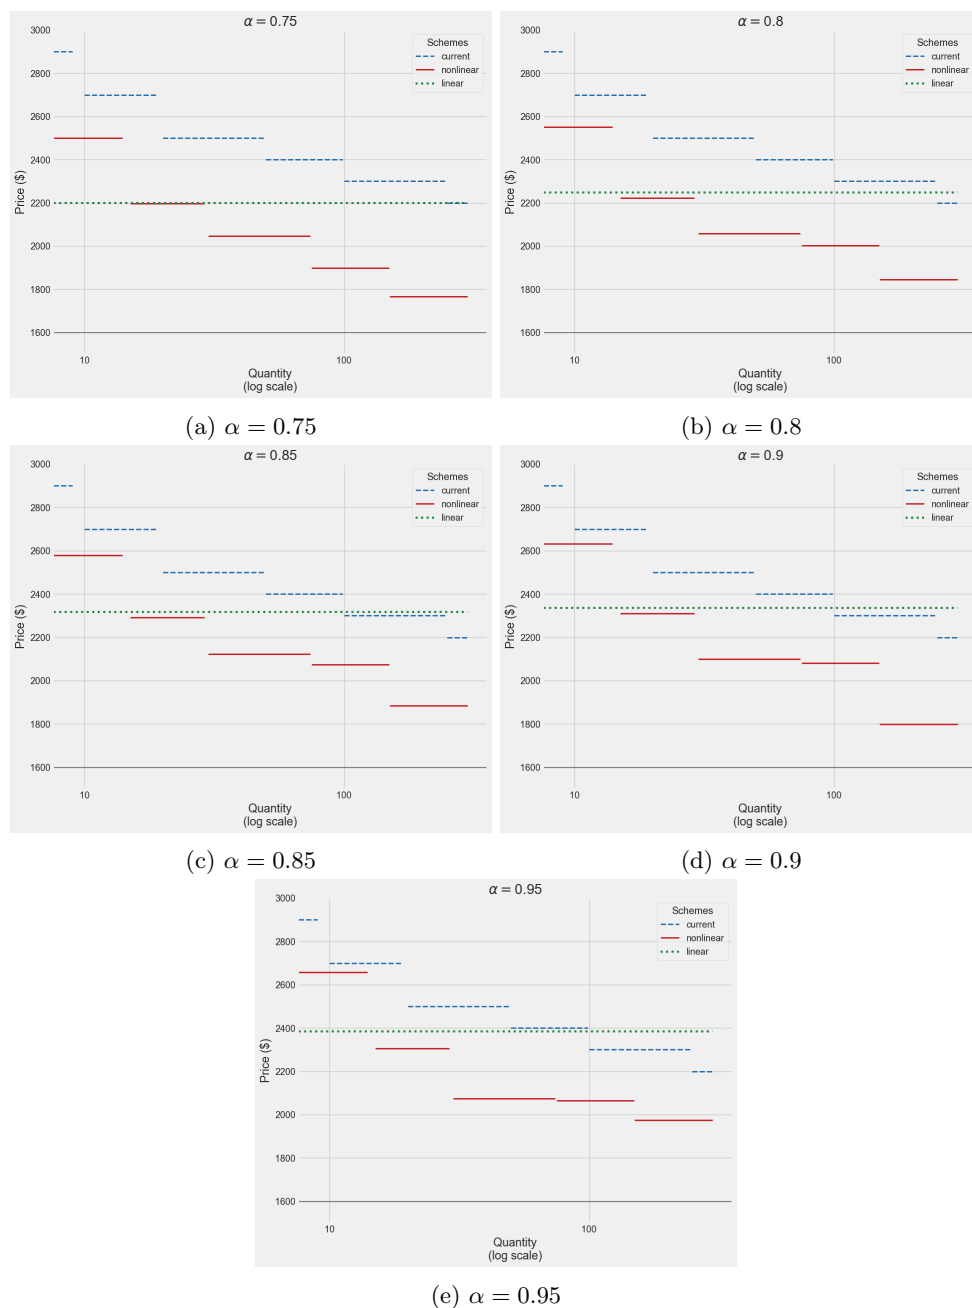 α = 0.75
3000
2800
2600
2400
2200
2000
1800
1600
Price ($)
Schemes
current
nonlinear
linear
10
100
Quantity
(log scale)
(a) α = 0.75
α = 0.8
3000
2800
2600
2400
2200
2000
1800
1600
Price ($)
Schemes
current
nonlinear
linear
10
100
Quantity
(log scale)
(b) α = 0.8
α = 0.85
3000
2800
2600
2400
2200
2000
1800
1600
Price ($)
Schemes
current
nonlinear
linear
10
100
Quantity
(log scale)
(c) α = 0.85
α = 0.9
3000
2800
2600
2400
2200
2000
1800
1600
Price ($)
Schemes
current
nonlinear
linear
10
100
Quantity
(log scale)
(d) α = 0.9
α = 0.95
3000
2800
2600
2400
2200
2000
1800
1600
Price ($)
Schemes
current
nonlinear
linear
10
100
Quantity
(log scale)
(e) α = 0.95